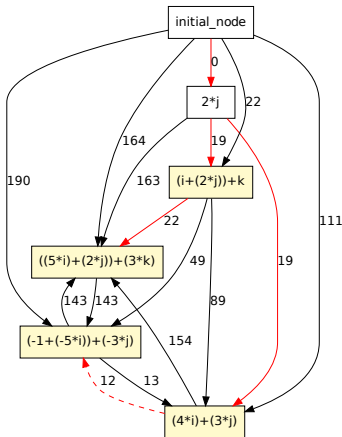 initial_node
0
2*j
19
22
164
163
(i+(2*j))+k
190
22
111
((5*i)+(2*j))+(3*k)
49
19
143
143
89
(-1+(-5*i))+(-3*j)
154
12
13
(4*i)+(3*j)